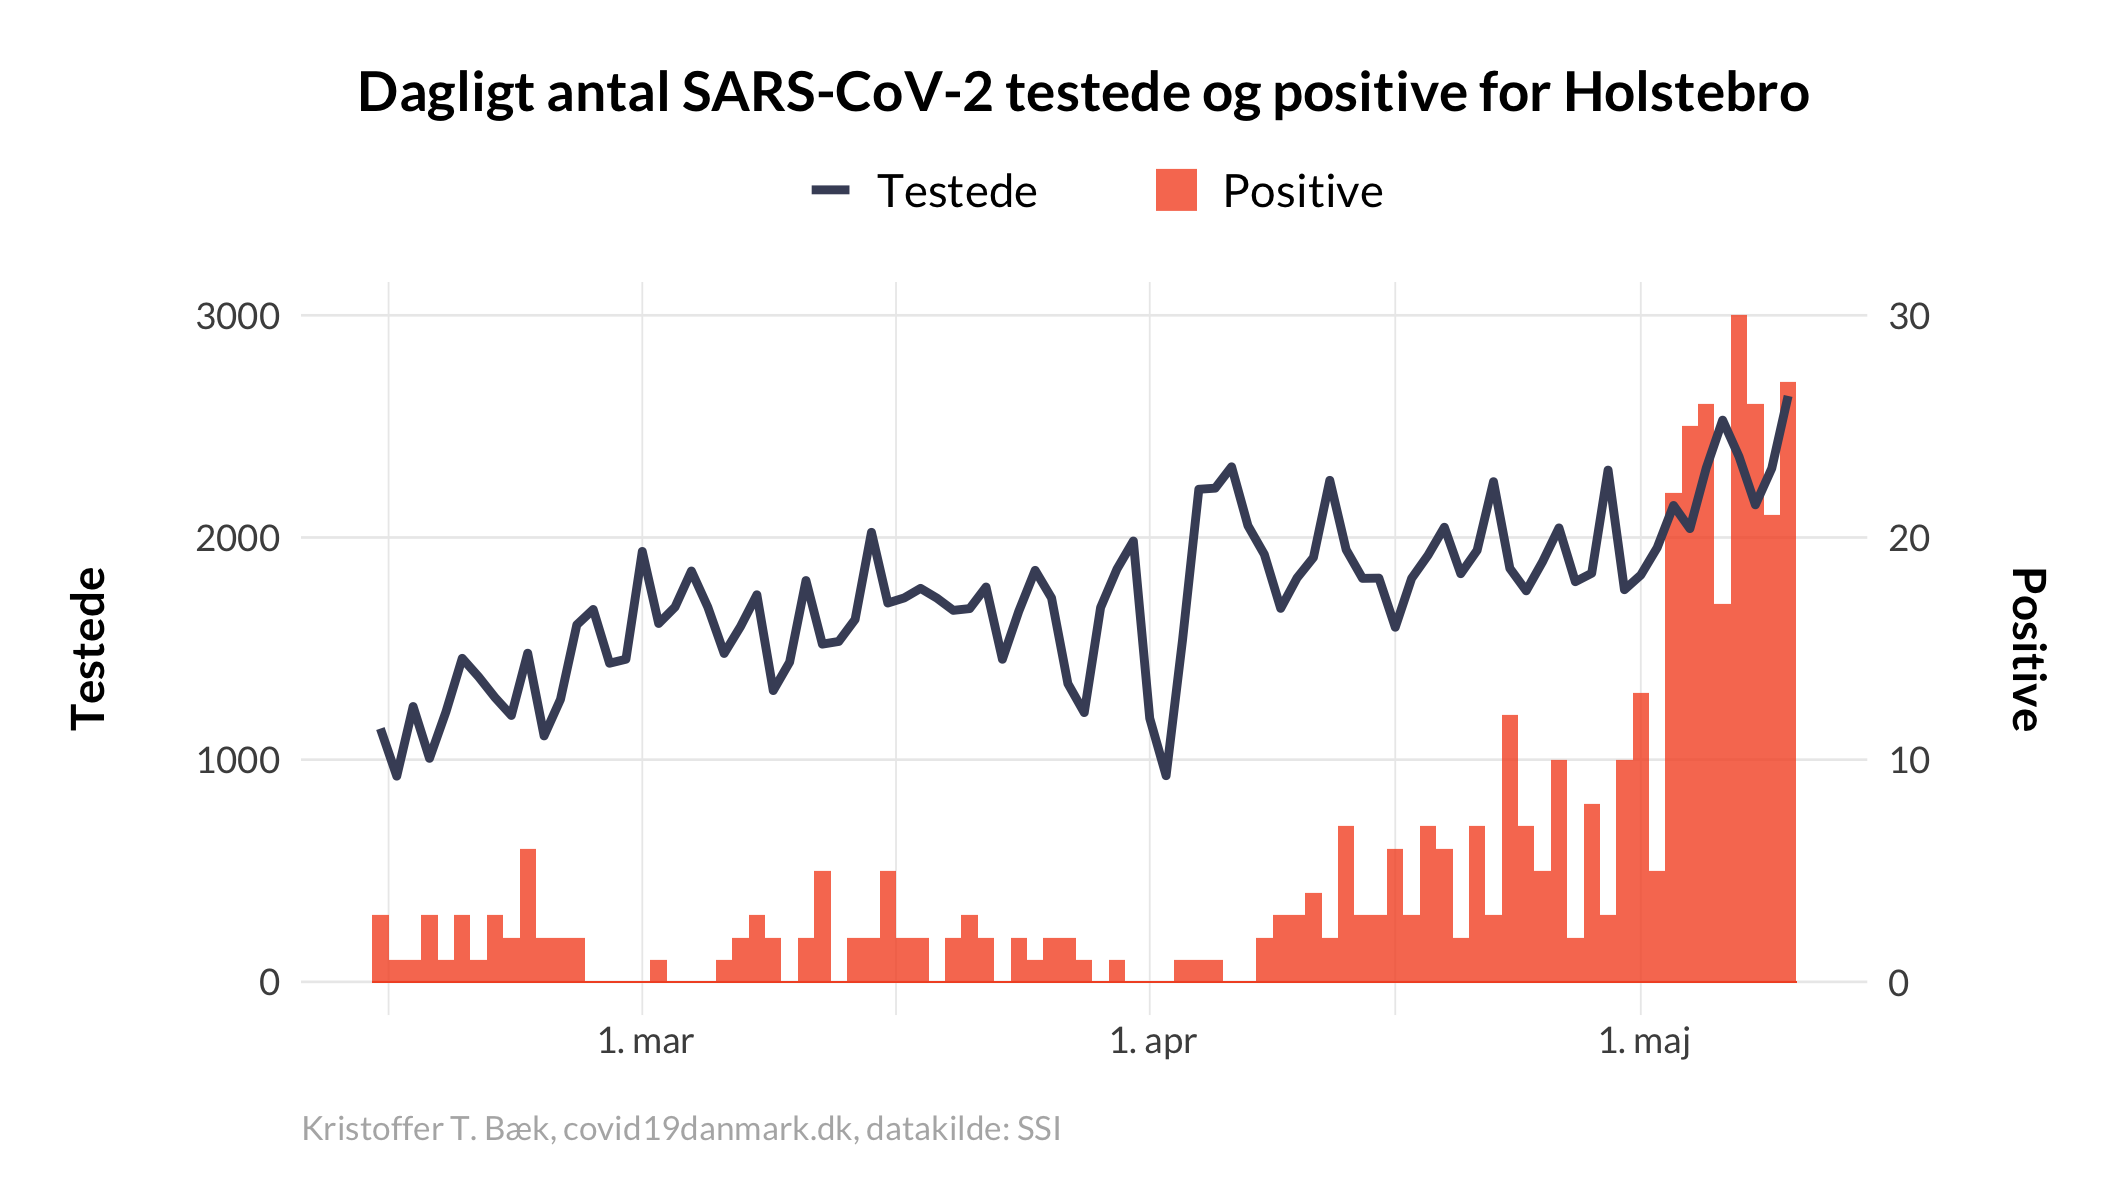 Dagligt antal SARS-CoV-2 testede og positive for Holstebro
Testede Positive
3000 30
2000 20
1000 10
0 0
Testede
Positive
1. mar 1. apr 1. maj
Kristoffer T. Bæk, covid19danmark.dk, datakilde: SSI